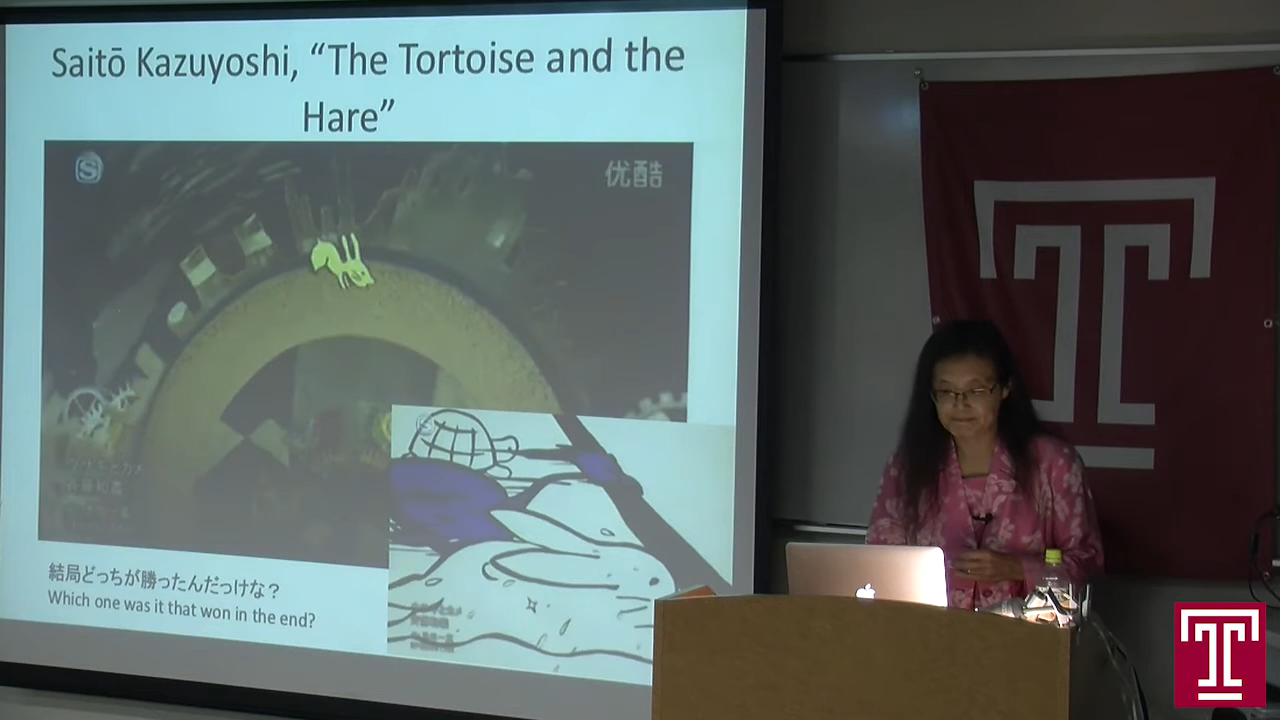 Saitō Kazuyoshi, “The Tortoise and the
Hare”
S
优酷
結局どっちが勝ったんだっけな？
Which one was it that won in the end?
T
T